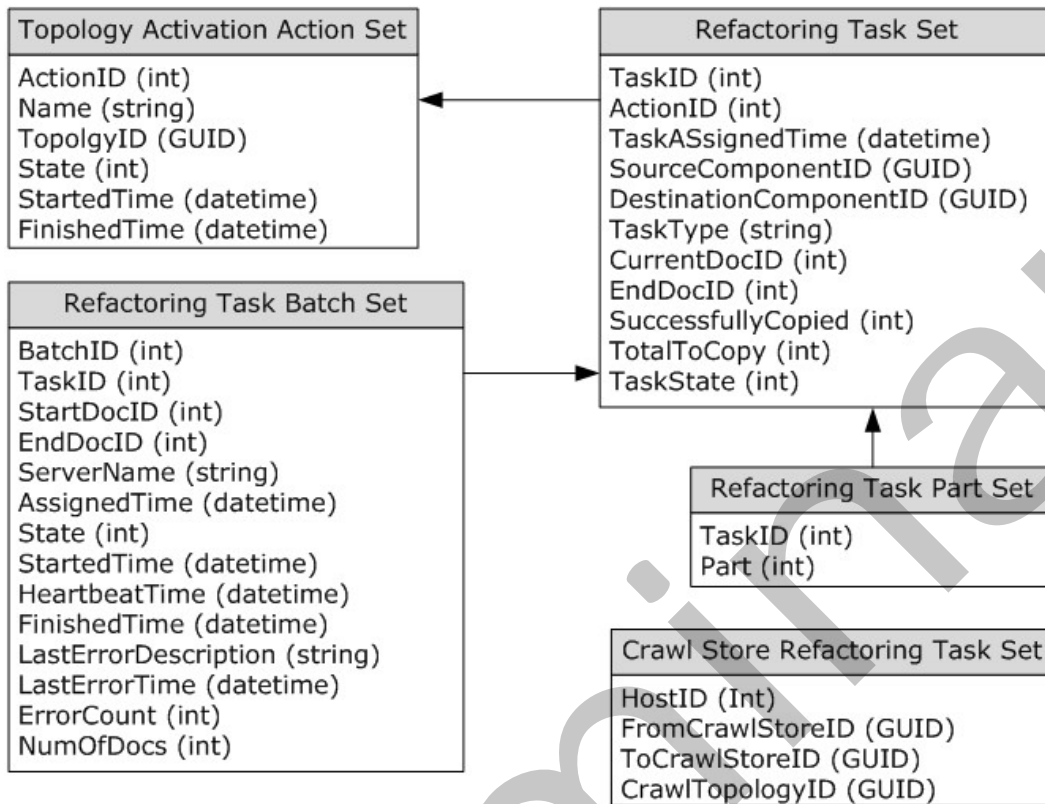 Topology Activation Action Set
ActionID (int)
Name (string)
TopolgyID (GUID)
State (int)
StartedTime (datetime)
FinishedTime (datetime)
Refactoring Task Set
TaskID (int)
ActionID (int)
TaskASsignedTime (datetime)
SourceComponentID (GUID)
DestinationComponentID (GUID)
TaskType (string)
CurrentDocID (int)
EndDocID (int)
SuccessfullyCopied (int)
TotalToCopy (int)
TaskState (int)
Refactoring Task Batch Set
BatchID (int)
TaskID (int)
StartDocID (int)
EndDocID (int)
ServerName (string)
AssignedTime (datetime)
State (int)
StartedTime (datetime)
HeartbeatTime (datetime)
FinishedTime (datetime)
LastErrorDescription (string)
LastErrorTime (datetime)
ErrorCount (int)
NumOfDocs (int)
Refactoring Task Part Set
TaskID (int)
Part (int)
Crawl Store Refactoring Task Set
HostID (Int)
FromCrawlStoreID (GUID)
ToCrawlStoreID (GUID)
CrawlTopologyID (GUID)